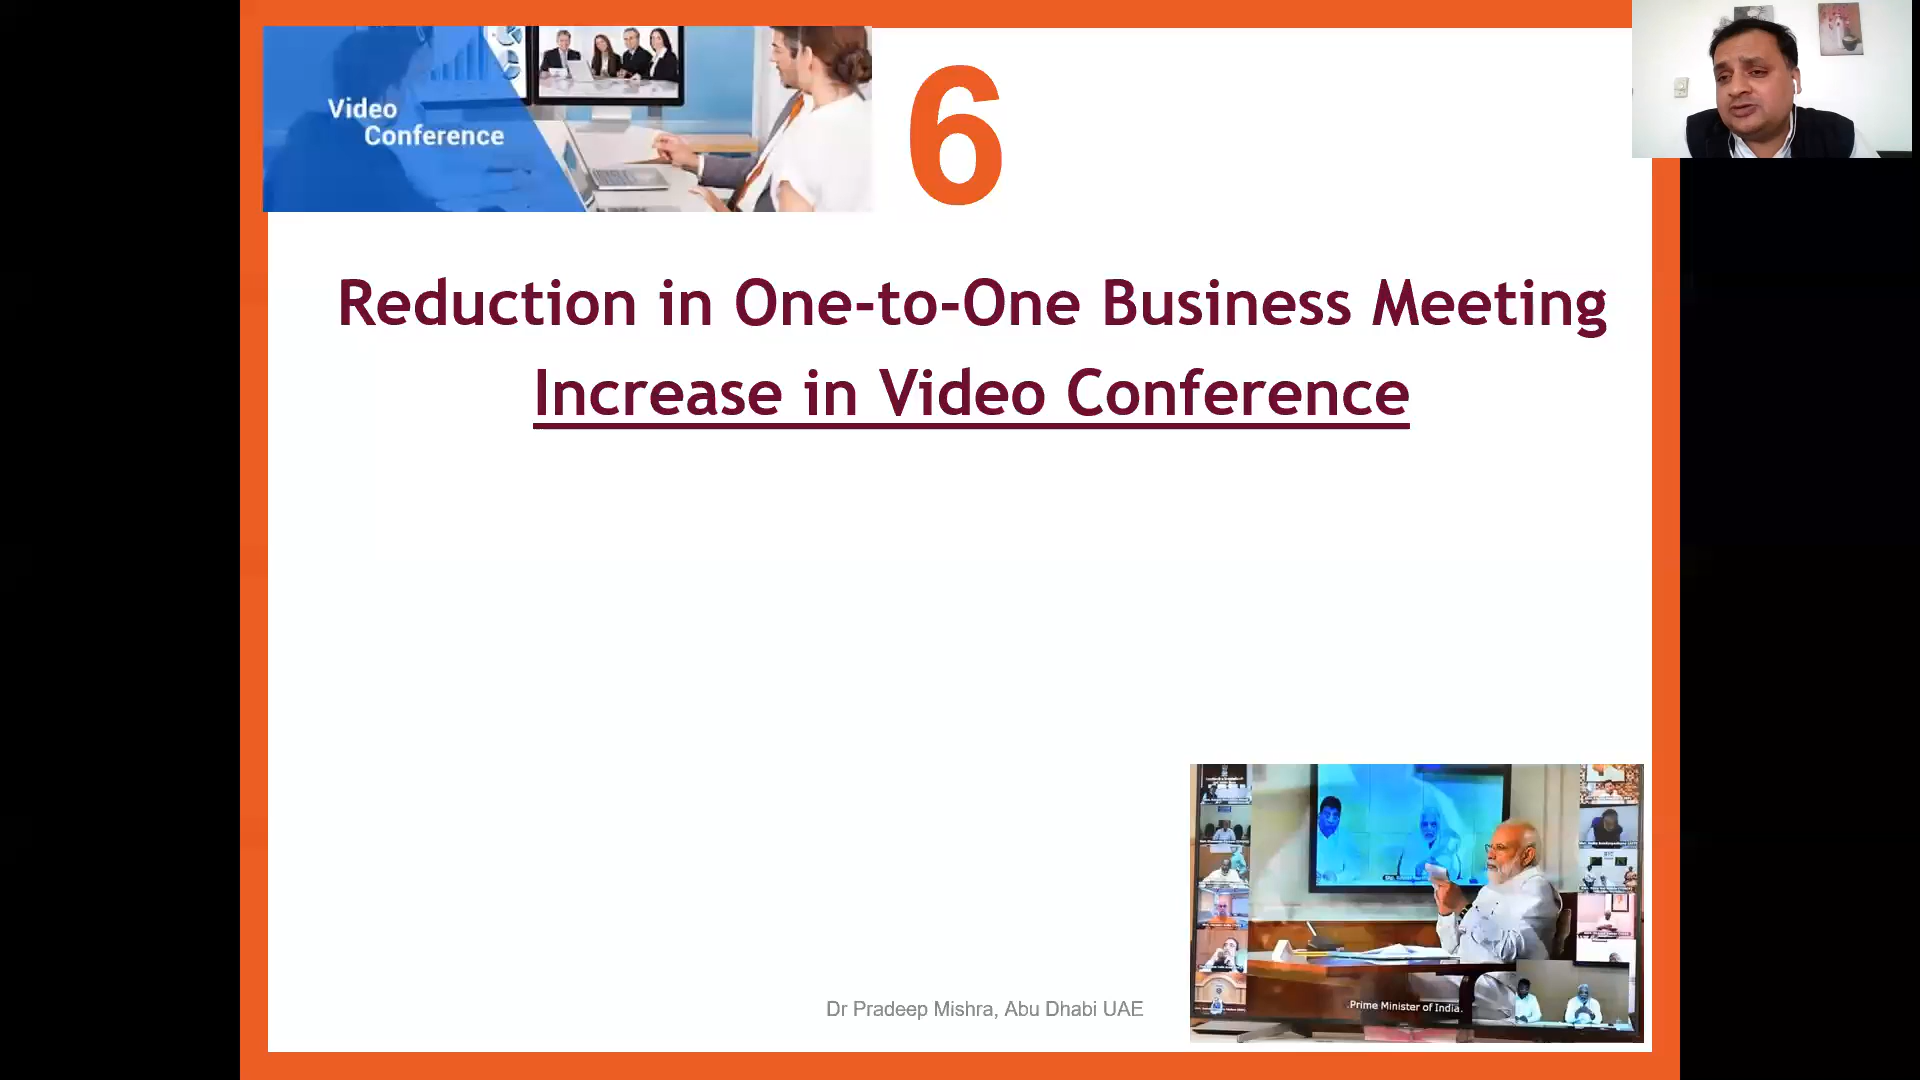 Video
Conference
6
Reduction in One-to-One Business Meeting
Increase in Video Conference
Dr Pradeep Mishra, Abu Dhabi UAE
Prime Minister of India.